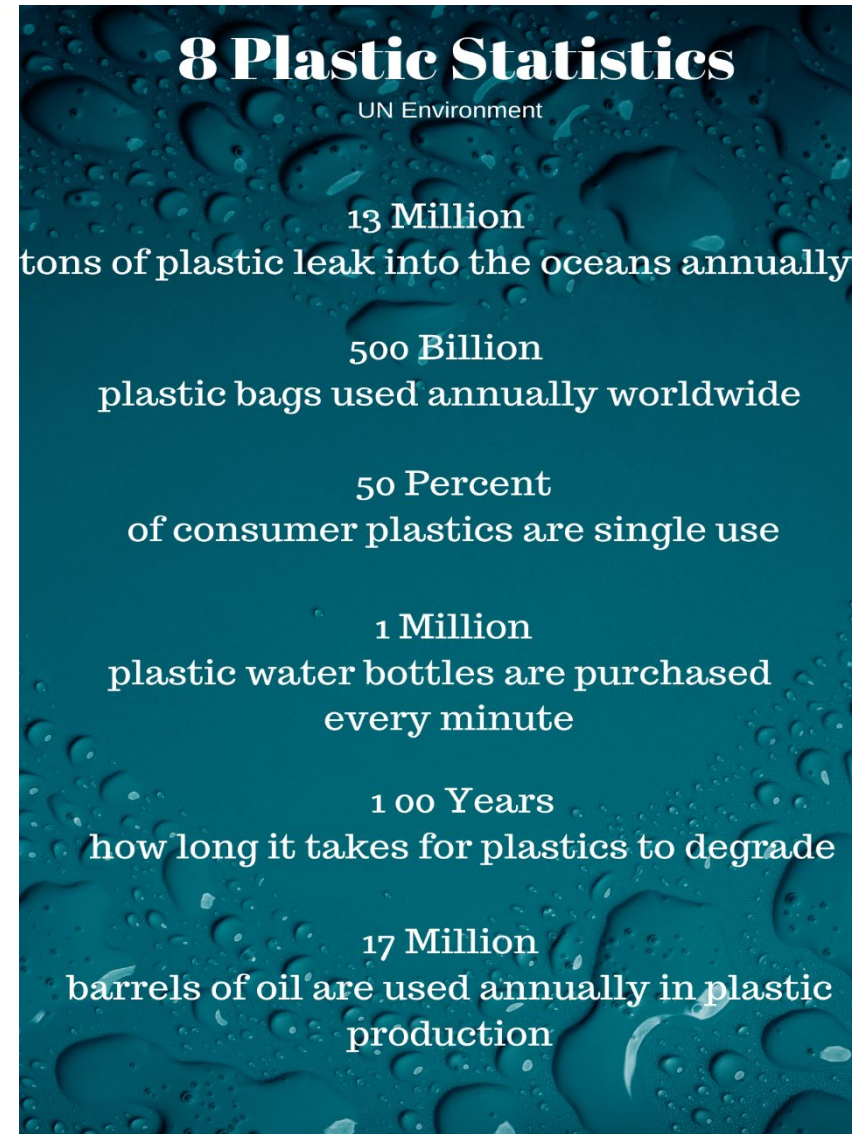 8 Plastic Statistics
UN Environment
13 Million
tons of plastic leak into the oceans annually
500 Billion
plastic bags used annually worldwide
50 Percent
of consumer plastics are single use
1 Million
plastic water bottles are purchased
every minute
1 00 Years
how long it takes for plastics to degrade
17 Million
barrels of oil are used annually in plastic
production